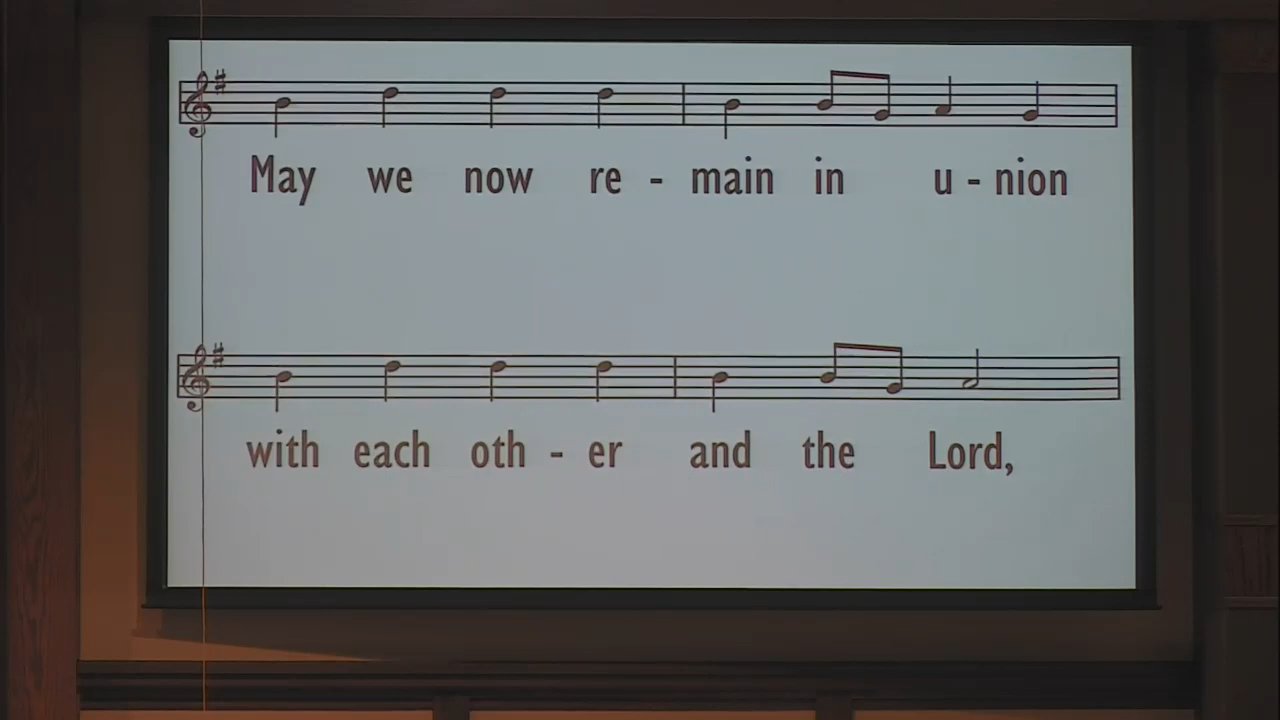 May we now re - main in u - nion
with each oth - er and the Lord,